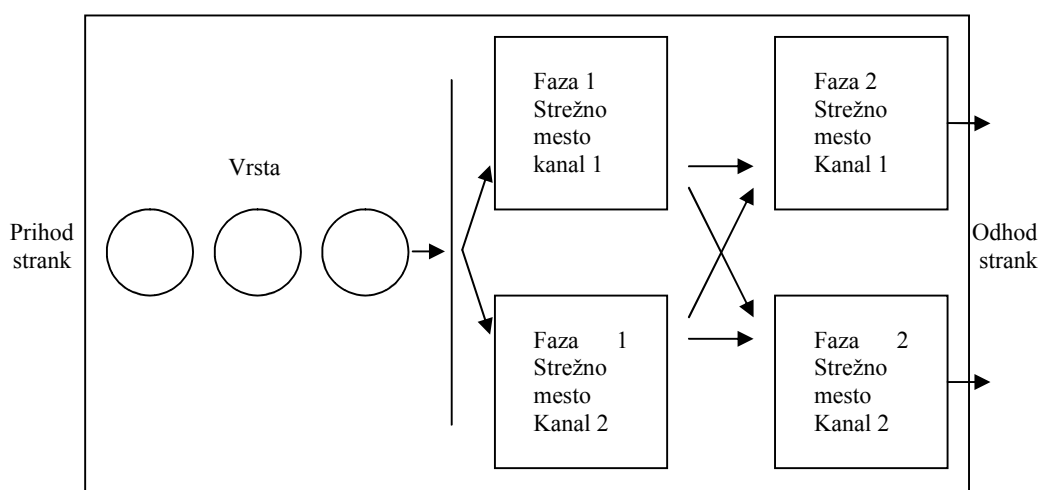 Prihod
strank
Vrsta
Faza 1
Strežno
mesto
kanal 1
Faza 1
Strežno
mesto
Kanal 2
Faza 2
Strežno
mesto
Kanal 1
Faza 2
Strežno
mesto
Kanal 2
Odhod
strank